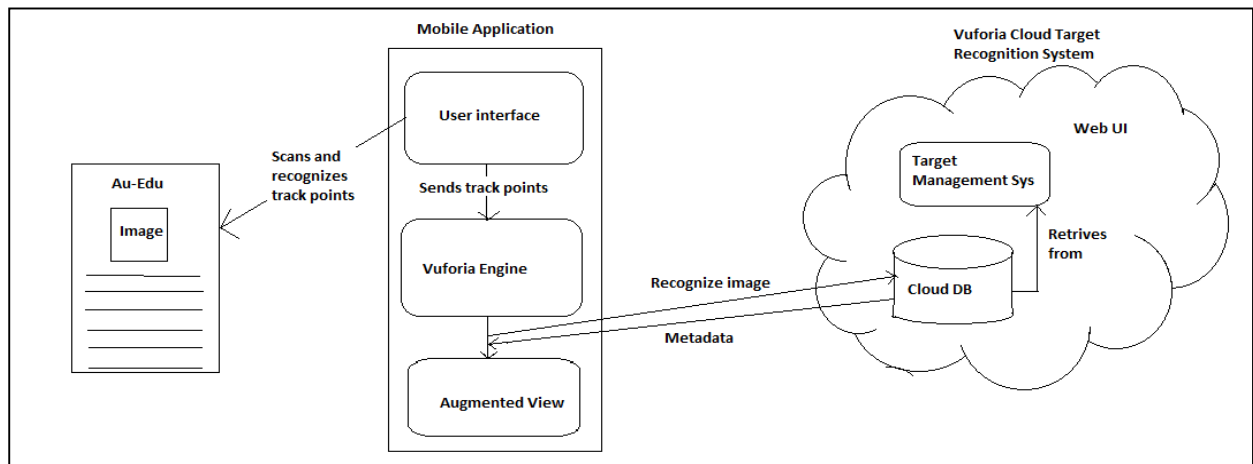 Mobile Application
Vuforia Cloud Target
Recognition System
User interface
Web UI
Scans and
recognizes
track points
Au-Edu
Image
Sends track points
Target
Management Sys
Vuforia Engine
Retrives
from
Recognize image
Cloud DB
Metadata
Augmented View